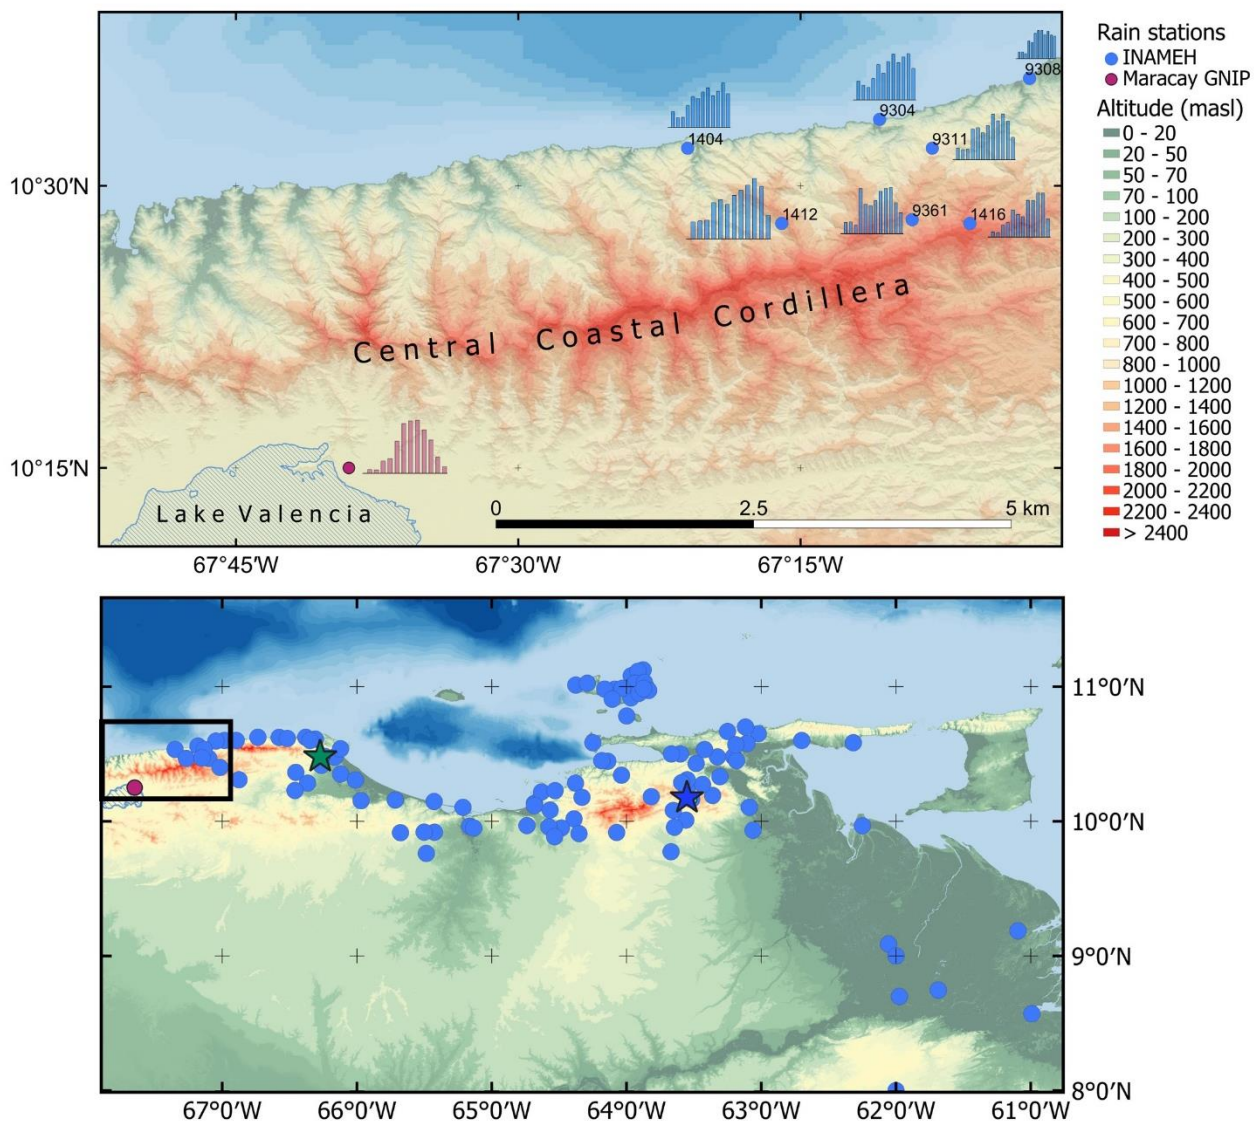 Rain stations
INAMEH
Maracay GNIP
Altitude (masl)
0 - 20
20 - 50
50 - 70
70 - 100
100 - 200
200 - 300
300 - 400
400 - 500
500 - 600
600 - 700
700 - 800
800 - 1000
1000 - 1200
1200 - 1400
1400 - 1600
1600 - 1800
1800 - 2000
2000 - 2200
2200 - 2400
> 2400
9308
9304
1404
9311
10°30'N
1412
9361
1416
Central Coastal Cordillera
10°15'N
Lake Valencia
0 2.5 5 km
67°45'W 67°30'W 67°15'W
11°0'N
10°0'N
9°0'N
8°0'N
67°0'W 66°0'W 65°0'W 64°0'W 63°0'W 62°0'W 61°0'W